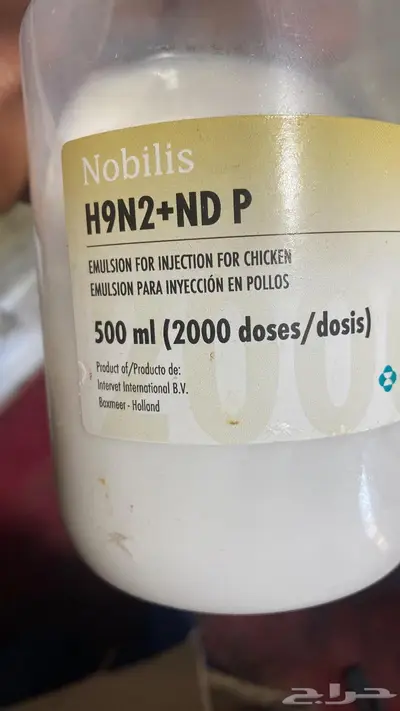 Nobilis
H9N2+ND P
EMULSION FOR INJECTION FOR CHICKEN
EMULSION PARA INYECCIÓN EN POLLOS
500 ml (2000 doses/dosis)
Product of/Producto de:
Intervet International B.V.
Boxmeer - Holland
2000
حراج